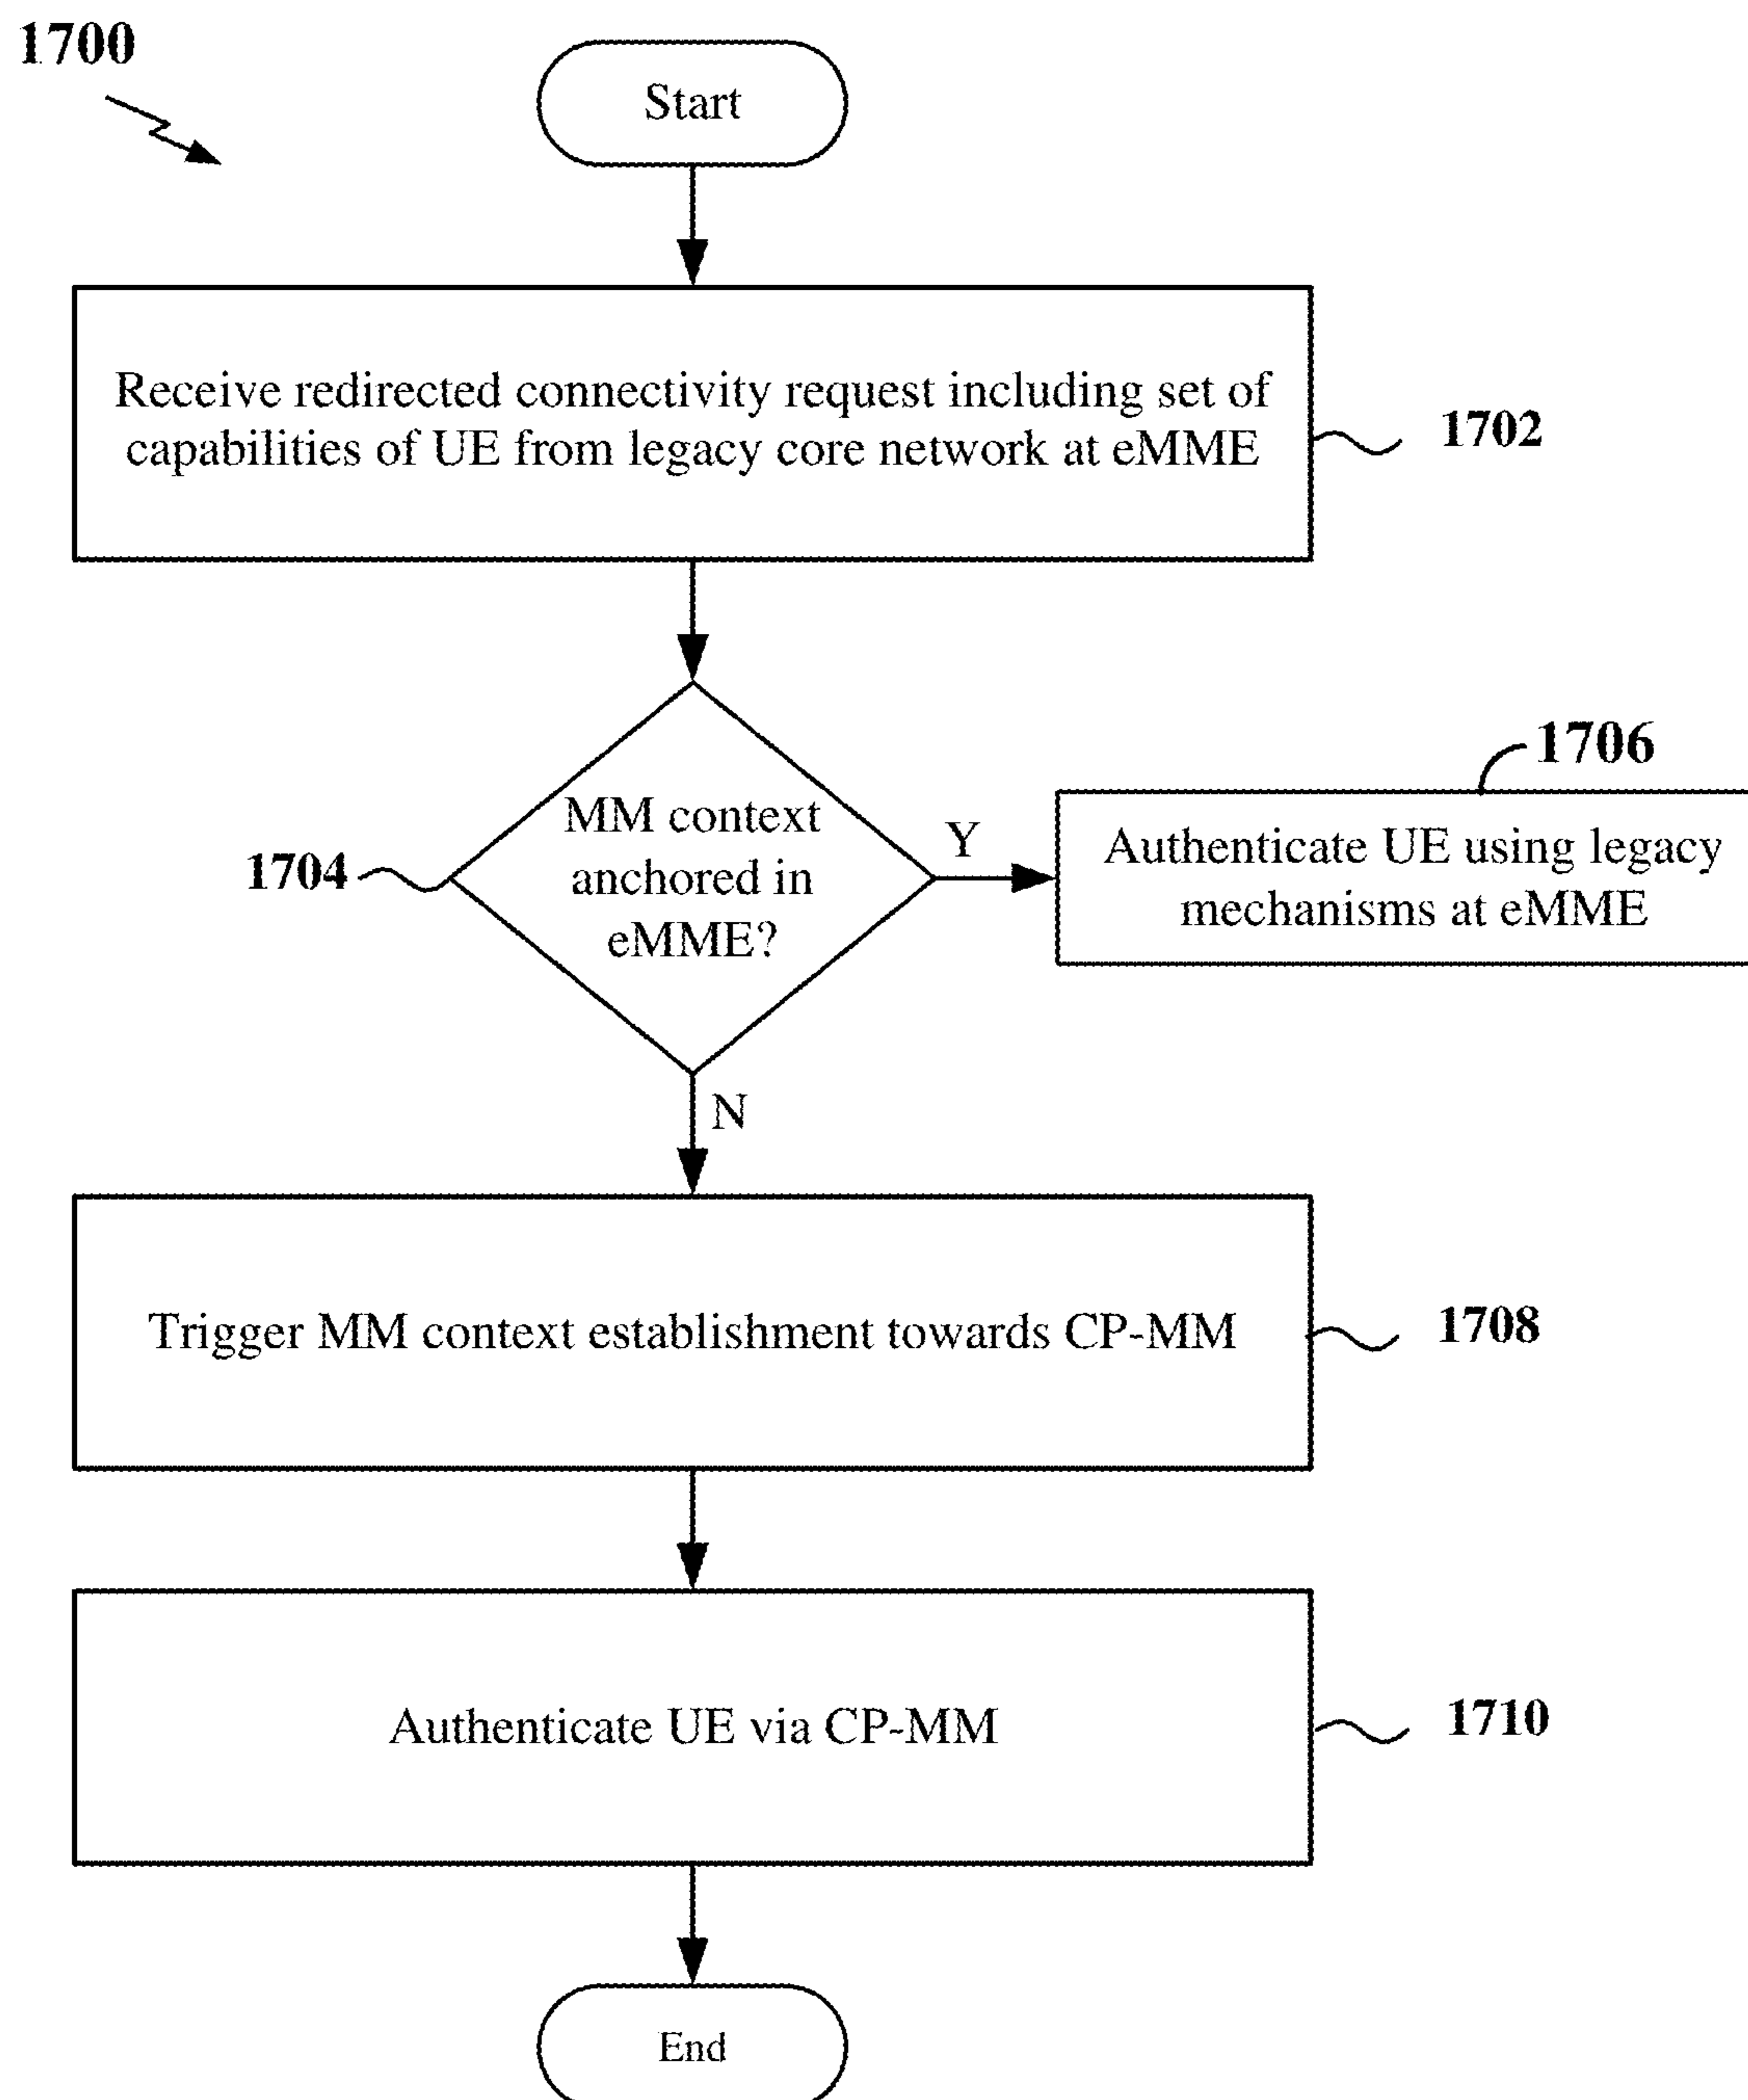 1700
Start
Receive redirected connectivity request including set of
capabilities of UE from legacy core network at eMME
1702
MM context
anchored in
eMME?
1704
Y
1706
Authenticate UE using legacy
mechanisms at eMME
N
Trigger MM context establishment towards CP-MM
1708
Authenticate UE via CP-MM
1710
End